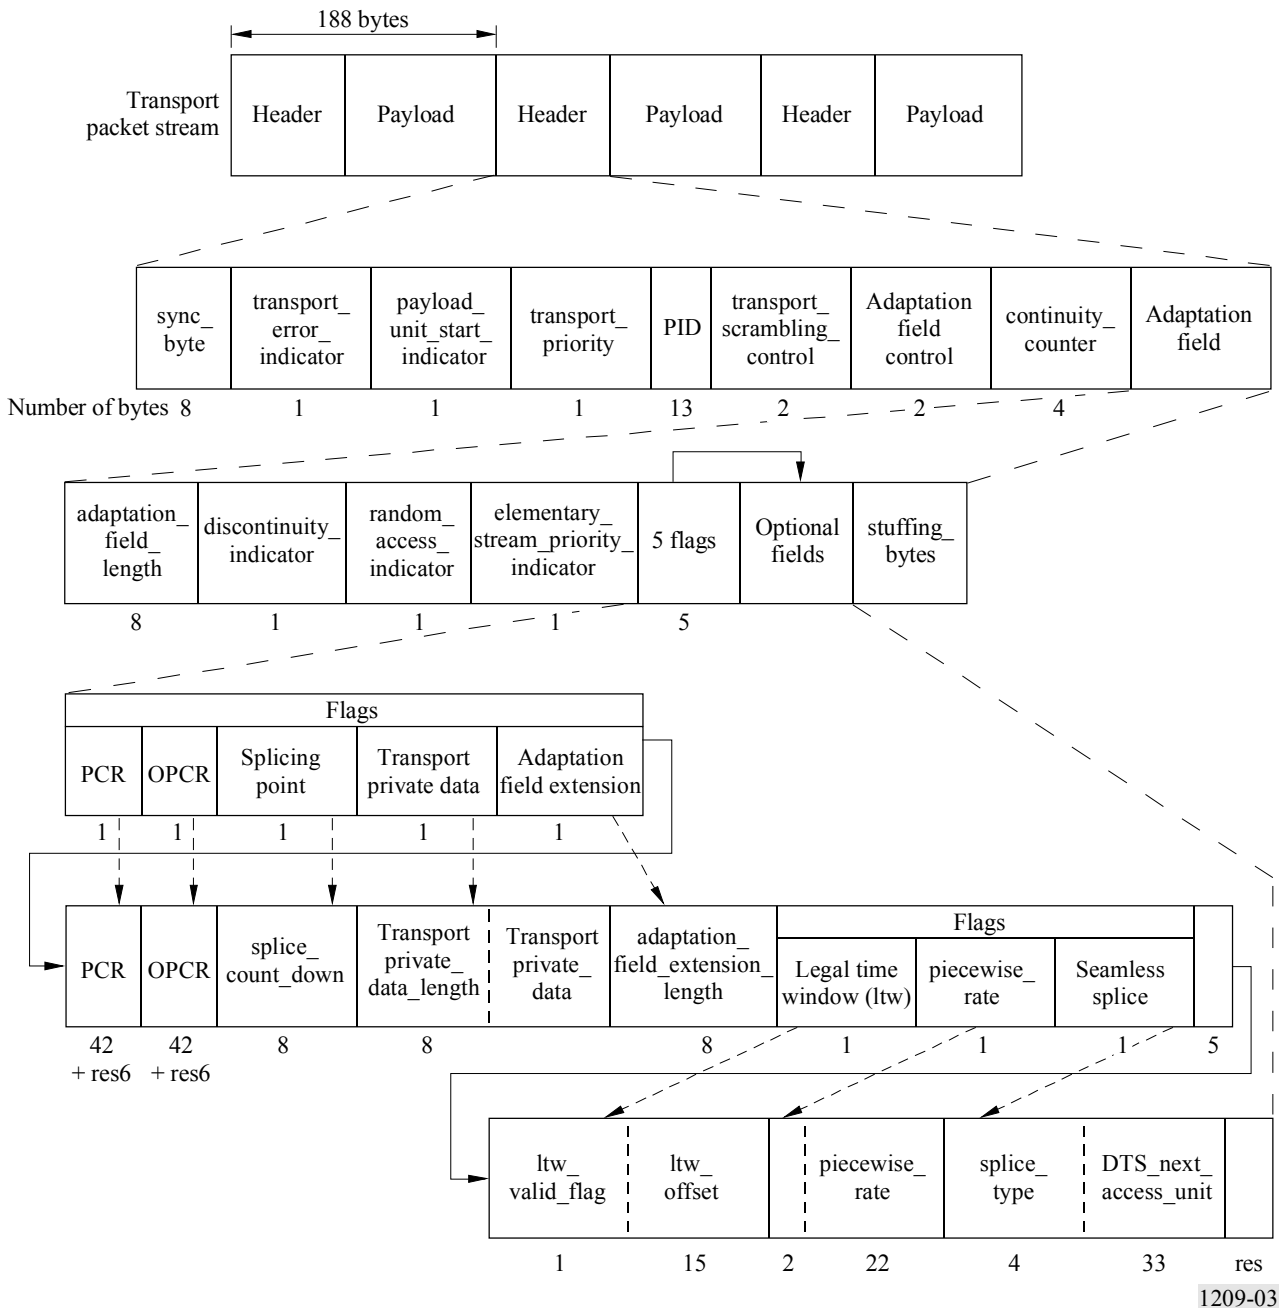 188 bytes
Transport
packet stream
Header
Payload
Header
Payload
Header
Payload
sync_
byte
transport_
error_
indicator
payload_
unit_start_
indicator
transport_
priority
PID
transport_
scrambling_
control
Adaptation
field
control
continuity_
counter
Adaptation
field
Number of bytes 8 1 1 1 13 2 2 4
adaptation_
field_
length
discontinuity_
indicator
random_
access_
indicator
elementary_
stream_priority_
indicator
5 flags
Optional
fields
stuffing_
bytes
8 1 1 1 5
Flags
PCR
OPCR
Splicing
point
Transport
private data
Adaptation
field extension
1 1 1 1 1
PCR
OPCR
splice_
count_down
Transport
private_
data_length
Transport
private_
data
adaptation_
field_extension_
length
Flags
Legal time
window (ltw)
piecewise_
rate
Seamless
splice
42
+ res6
42
+ res6
8 8 8 1 1 1 5
ltw_
valid_flag
ltw_
offset
piecewise_
rate
splice_
type
DTS_next_
access_unit
1 15 2 22 4 33 res
1209-03